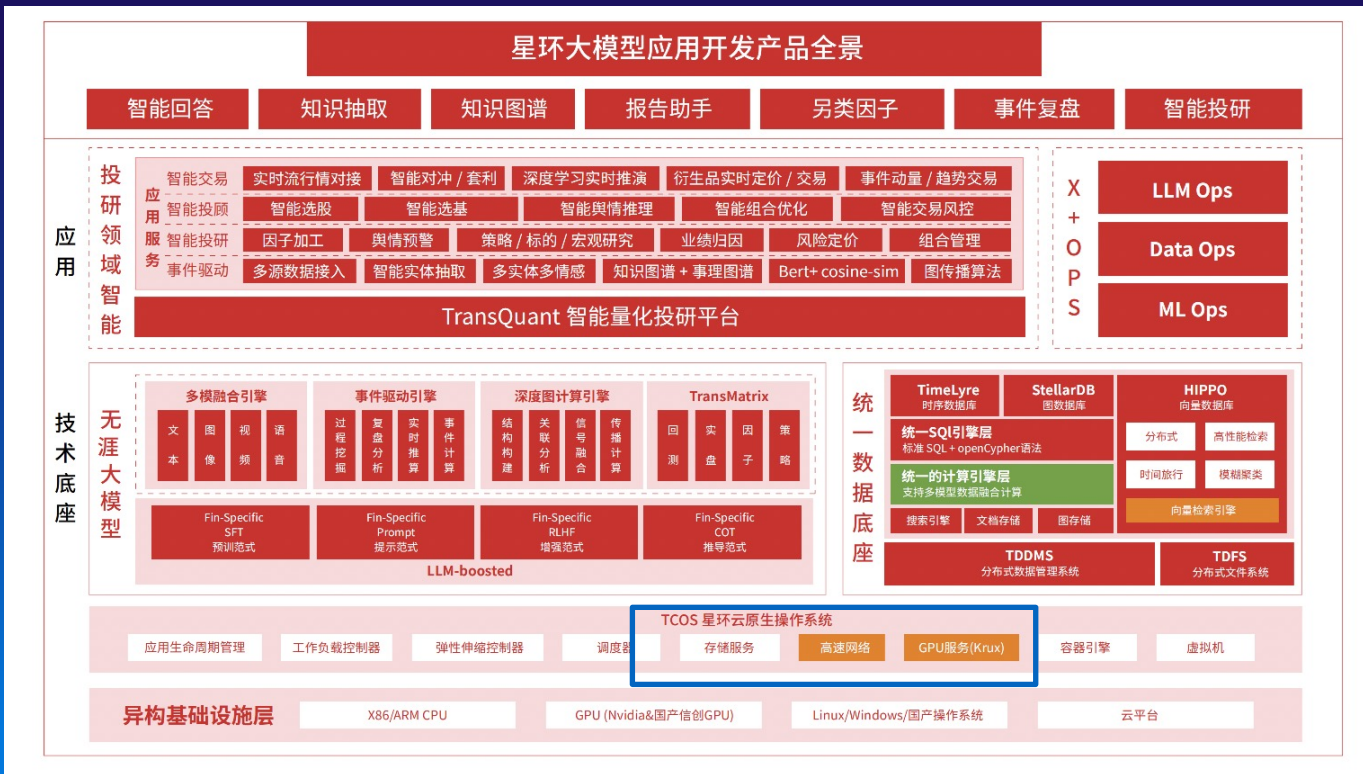 星环大模型应用开发产品全景
智能回答 知识抽取 知识图谱 报告助手 另类因子 事件复盘 智能投研
应用
投研领域智能
应用服务
智能交易 实时流行情对接 智能对冲 / 套利 深度学习实时推演 衍生品实时定价 / 交易 事件动量 / 趋势交易
智能投顾 智能选股 智能选基 智能舆情推理 智能组合优化 智能交易风控
智能投研 因子加工 舆情预警 策略 / 标的 / 宏观研究 业绩归因 风险定价 组合管理
事件驱动 多源数据接入 智能实体抽取 多实体多情感 知识图谱 + 事理图谱 Bert+ cosine-sim 图传播算法
TransQuant 智能量化投研平台
X+OPS
LLM Ops
Data Ops
ML Ops
技术底座
无涯大模型
多模融合引擎
文本 图像 视频 语音
事件驱动引擎
过程挖掘 复盘分析 实时推算 事件计算
深度图计算引擎
结构构建 关联分析 信号融合 传播计算
TransMatrix
回测 实盘 因子 策略
Fin-Specific
SFT
预训范式
Fin-Specific
Prompt
提示范式
Fin-Specific
RLHF
增强范式
Fin-Specific
COT
推导范式
LLM-boosted
统一数据底座
TimeLyre
时序数据库
StellarDB
图数据库
统一SQl引擎层
标准 SQL + openCypher语法
统一的计算引擎层
支持多模型数据融合计算
搜索引擎 文档存储 图存储
HIPPO
向量数据库
分布式 高性能检索
时间旅行 模糊聚类
向量检索引擎
TDDMS
分布式数据管理系统
TDFS
分布式文件系统
TCOS 星环云原生操作系统
应用生命周期管理 工作负载控制器 弹性伸缩控制器 调度器 存储服务 高速网络 GPU服务(Krux) 容器引擎 虚拟机
异构基础设施层 X86/ARM CPU GPU (Nvidia&国产信创GPU) Linux/Windows/国产操作系统 云平台